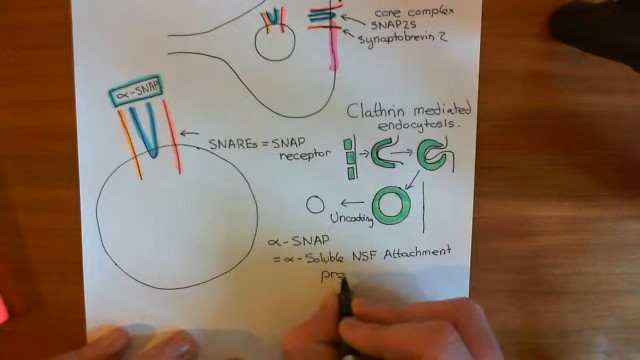 core complex
SNAP25
synaptobrevin 2
α-SNAP
Clathrin mediated
endocytosis.
SNAREs = SNAP
receptor
Uncoating
α-SNAP
= α-Soluble NSF Attachment
pro